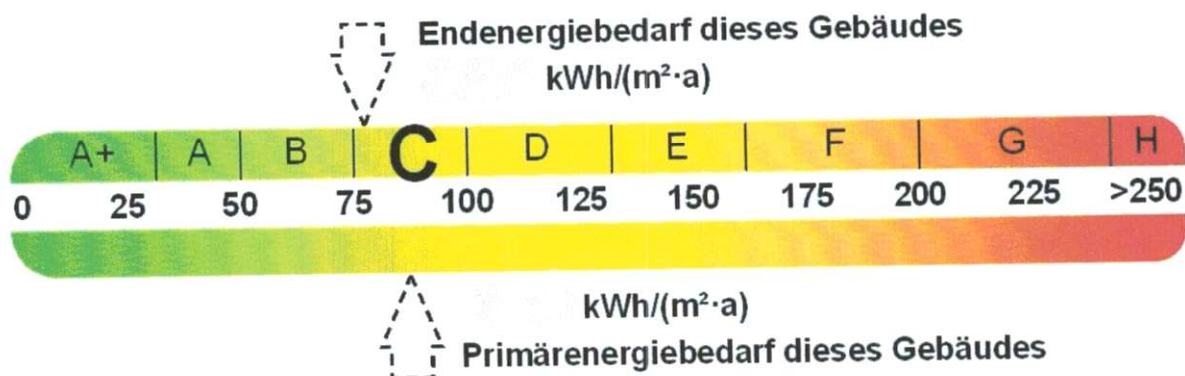 Endenergiebedarf dieses Gebäudes
kWh/(m²·a)
A+ A B C D E F G H
0 25 50 75 100 125 150 175 200 225 >250
kWh/(m²·a)
Primärenergiebedarf dieses Gebäudes